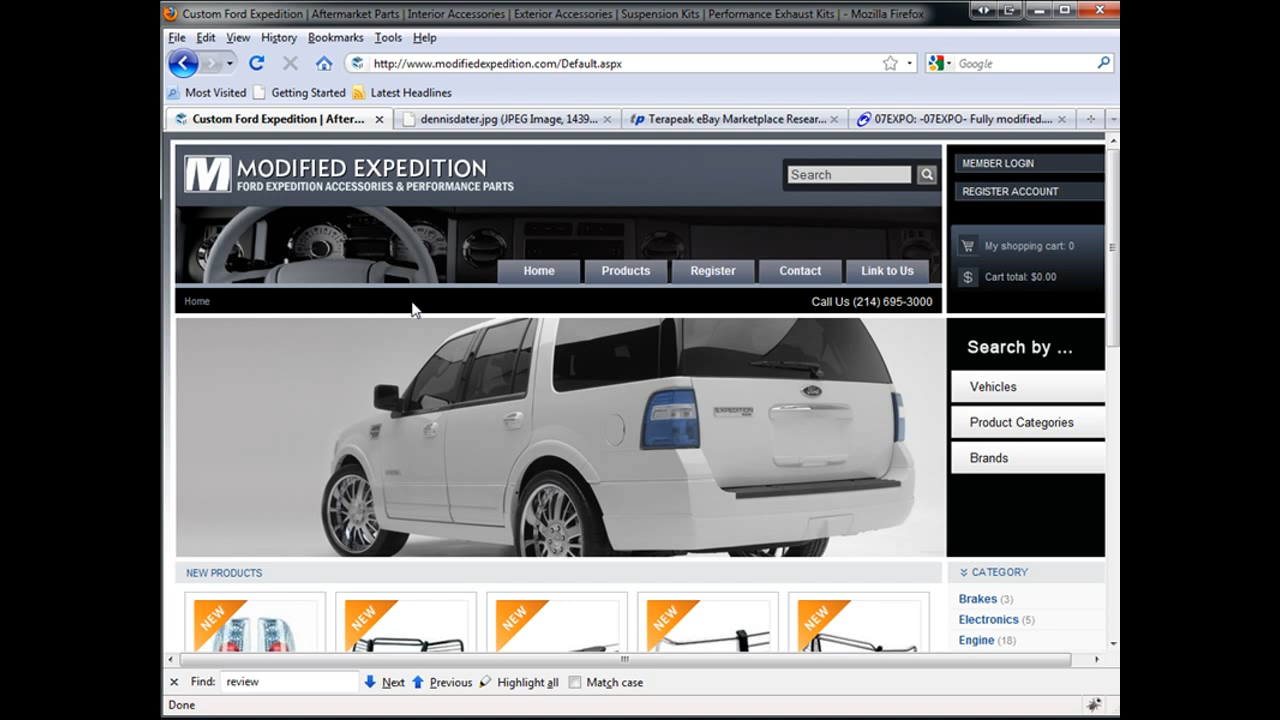 Custom Ford Expedition | Aftermarket Parts | Interior Accessories | Exterior Accessories | Suspension Kits | Performance Exhaust Kits | - Mozilla Firefox
File Edit View History Bookmarks Tools Help
http://www.modifiedexpedition.com/Default.aspx
Google
Most Visited Getting Started Latest Headlines
Custom Ford Expedition | After...
dennisdater.jpg (JPEG Image, 1439...
Terapeak eBay Marketplace Resear...
07EXPO: -07EXPO- Fully modified....
M MODIFIED EXPEDITION
FORD EXPEDITION ACCESSORIES & PERFORMANCE PARTS
Search
MEMBER LOGIN
REGISTER ACCOUNT
My shopping cart: 0
$ Cart total: $0.00
Home Products Register Contact Link to Us
Home
Call Us (214) 695-3000
Search by ...
Vehicles
Product Categories
Brands
Ford
EXPEDITION
NEW PRODUCTS
NEW
NEW
NEW
NEW
NEW
CATEGORY
Brakes (3)
Electronics (5)
Engine (18)
Find: review Next Previous Highlight all Match case
Done